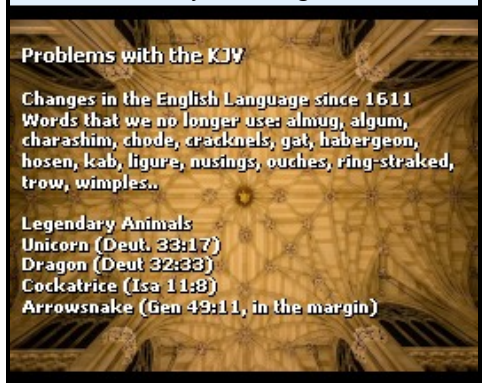 Problems with the KJV
Changes in the English Language since 1611
Words that we no longer use: almug, algum,
charashim, chode, cracknels, gat, habergeon,
hosen, kab, ligure, nusings, ouches, ring-straked,
trow, wimples..
Legendary Animals
Unicorn (Deut. 33:17)
Dragon (Deut 32:33)
Cockatrice (Isa 11:8)
Arrowsnake (Gen 49:11, in the margin)